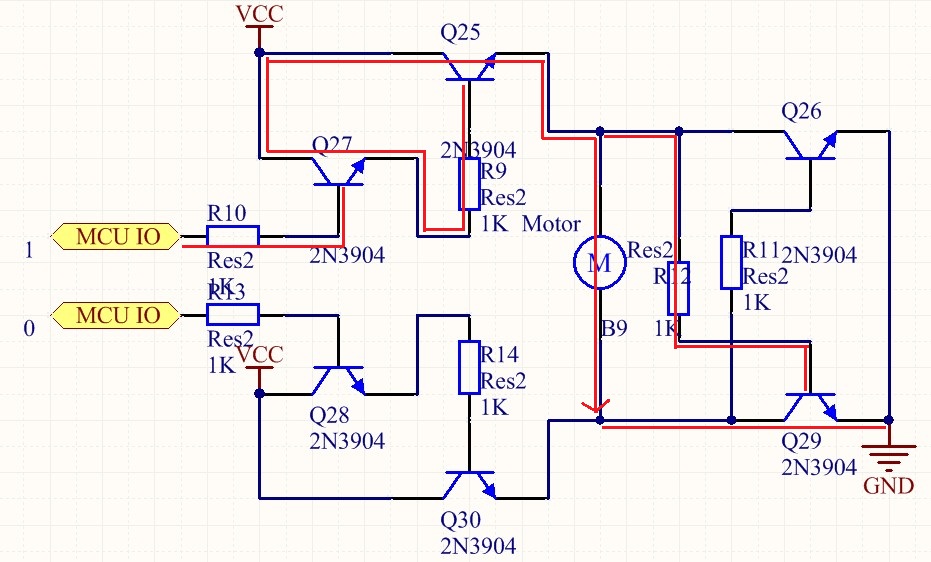 VCC
Q25
Q26
Q27
2N3904
R9
Res2
1K
Motor
R10
MCU IO
1
Res2
1K
2N3904
M
Res2
R12
1K
R11
2N3904
Res2
1K
R13
MCU IO
0
Res2
1K
VCC
B9
R14
Res2
1K
Q28
2N3904
Q29
2N3904
GND
Q30
2N3904